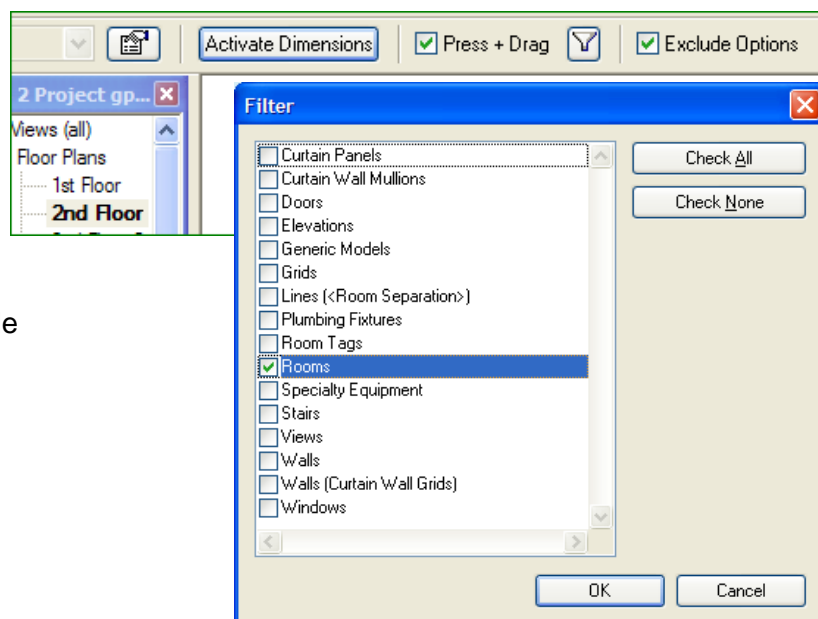 Activate Dimensions Press + Drag Exclude Options
2 Project gp...
Views (all)
Floor Plans
1st Floor
2nd Floor
e
Filter
Curtain Panels
Curtain Wall Mullions
Doors
Elevations
Generic Models
Grids
Lines (<Room Separation>)
Plumbing Fixtures
Room Tags
Rooms
Specialty Equipment
Stairs
Views
Walls
Walls (Curtain Wall Grids)
Windows
Check All
Check None
OK Cancel